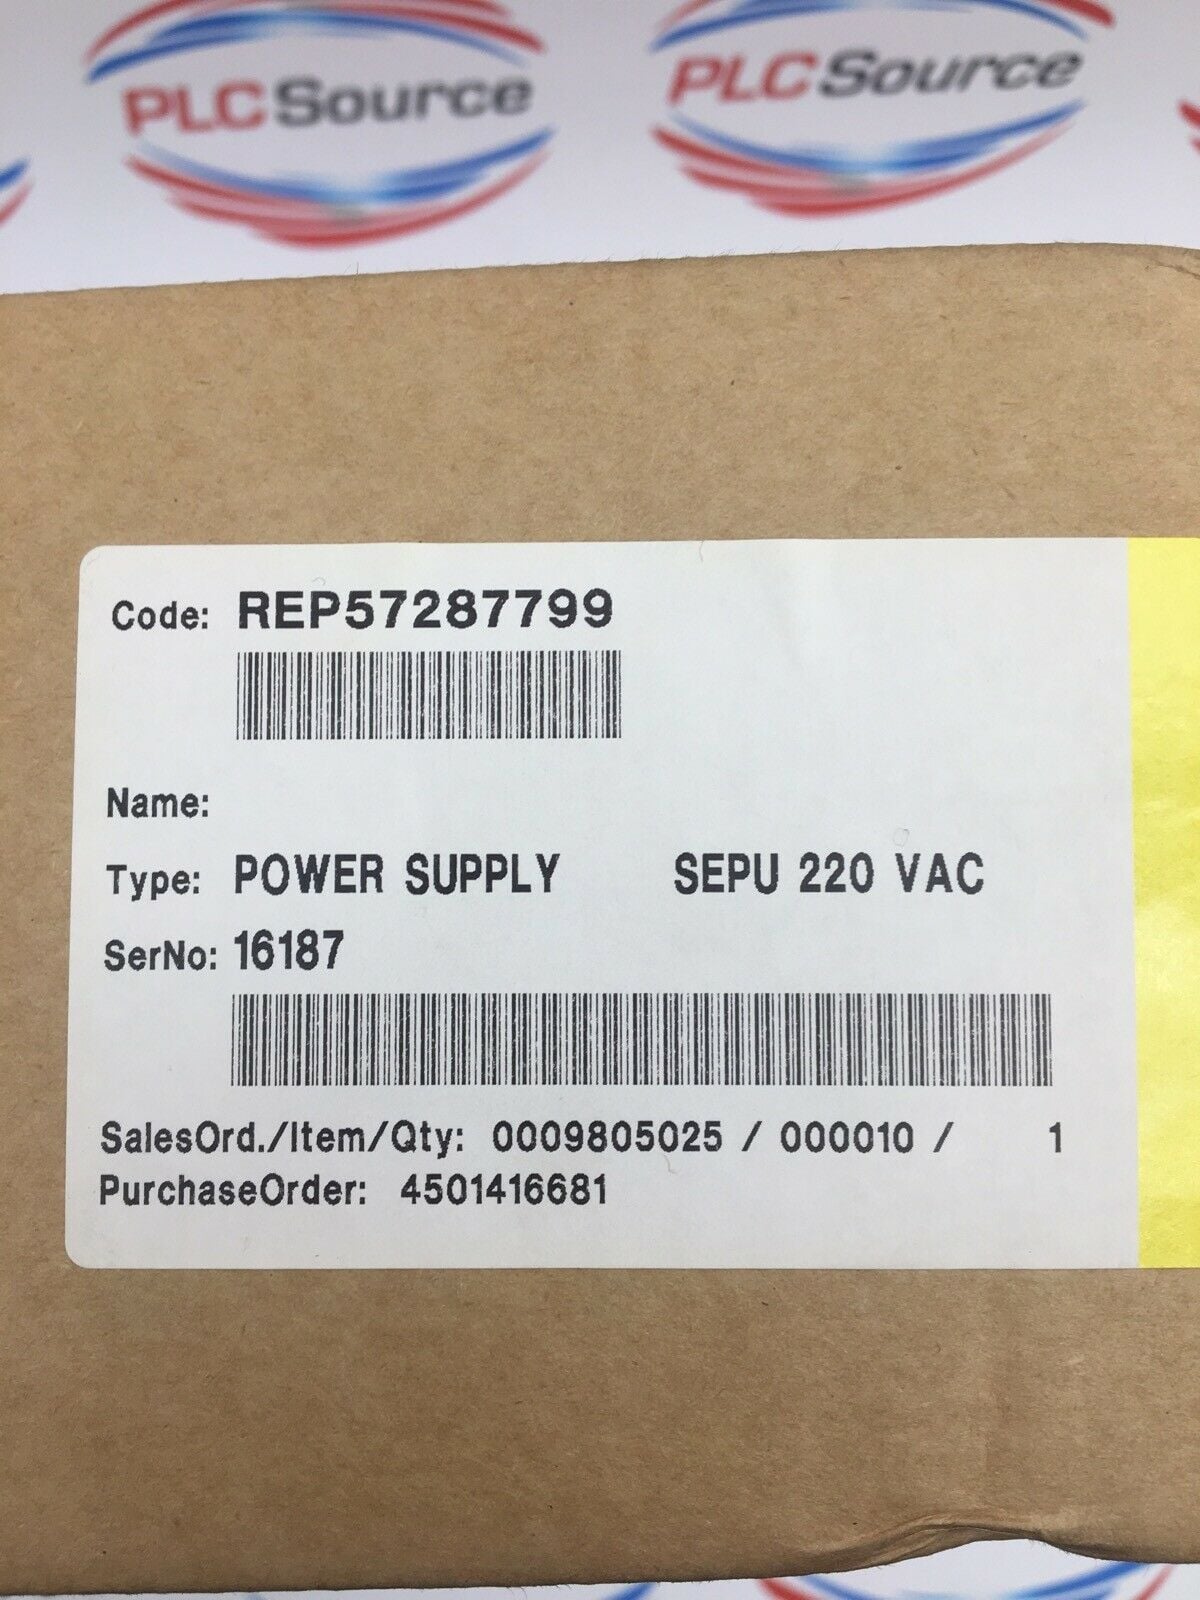 PLCSource PLCSource
Code: REP57287799
Name:
Type: POWER SUPPLY SEPU 220 VAC
SerNo: 16187
SalesOrd./Item/Qty: 0009805025 / 000010 / 1
PurchaseOrder: 4501416681